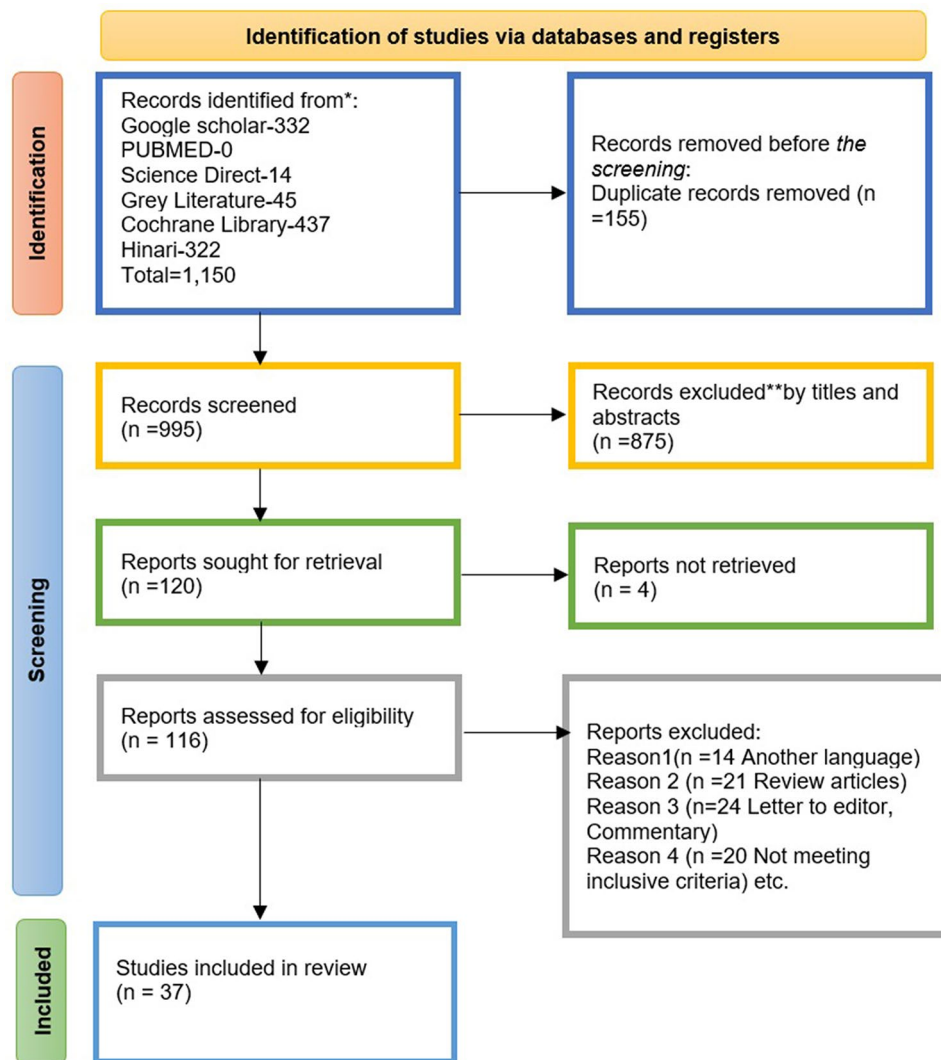 Identification of studies via databases and registers
Identification
Records identified from*:
Google scholar-332
PUBMED-0
Science Direct-14
Grey Literature-45
Cochrane Library-437
Hinari-322
Total=1,150
Records removed before the
screening:
Duplicate records removed (n
=155)
Screening
Records screened
(n =995)
Records excluded**by titles and
abstracts
(n =875)
Reports sought for retrieval
(n =120)
Reports not retrieved
(n = 4)
Reports assessed for eligibility
(n = 116)
Reports excluded:
Reason1(n =14 Another language)
Reason 2 (n =21 Review articles)
Reason 3 (n=24 Letter to editor,
Commentary)
Reason 4 (n =20 Not meeting
inclusive criteria) etc.
Included
Studies included in review
(n = 37)